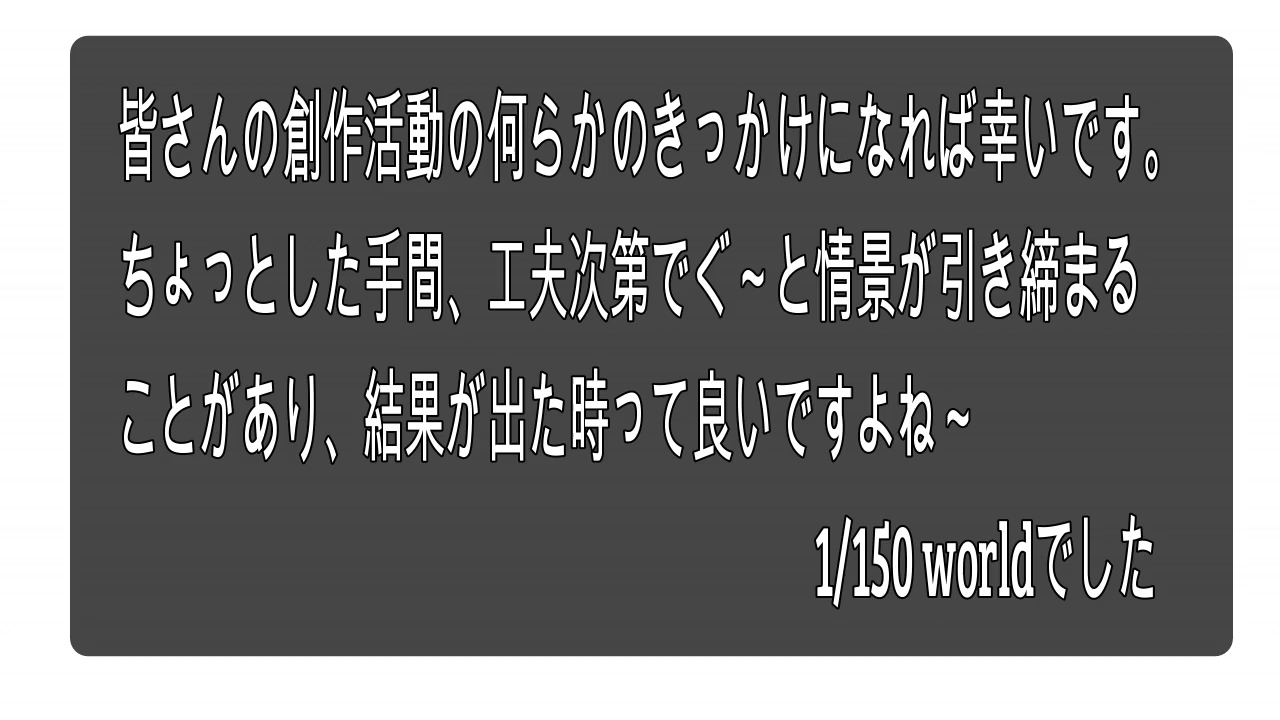 皆さんの創作活動の何らかのきっかけになれば幸いです。
ちょっとした手間、工夫次第でぐ~と情景が引き締まる
ことがあり、結果が出た時って良いですよね~
1/150 worldでした